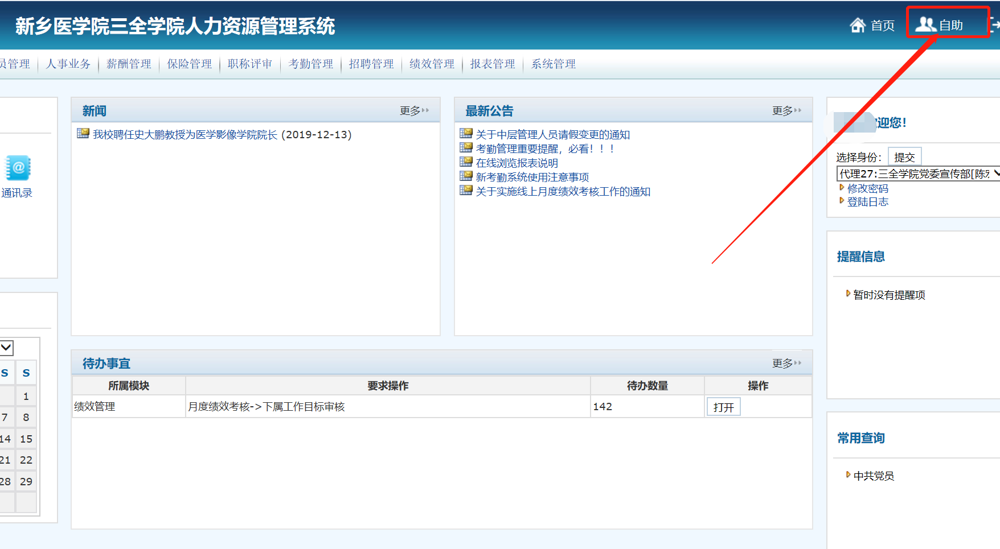 新乡医学院三全学院人力资源管理系统
首页
自助
员管理
人事业务
薪酬管理
保险管理
职称评审
考勤管理
招聘管理
绩效管理
报表管理
系统管理
通讯录
S S
1
7 8
14 15
21 22
28 29
新闻
更多
我校聘任史大鹏教授为医学影像学院院长 (2019-12-13)
最新公告
更多
关于中层管理人员请假变更的通知
考勤管理重要提醒，必看！！！
在线浏览报表说明
新考勤系统使用注意事项
关于实施线上月度绩效考核工作的通知
待办事宜
更多
所属模块 要求操作 待办数量 操作
绩效管理 月度绩效考核->下属工作目标审核 142 打开
迎您！
选择身份： 提交
代理27:三全学院党委宣传部[陈
修改密码
登陆日志
提醒信息
暂时没有提醒项
常用查询
中共党员